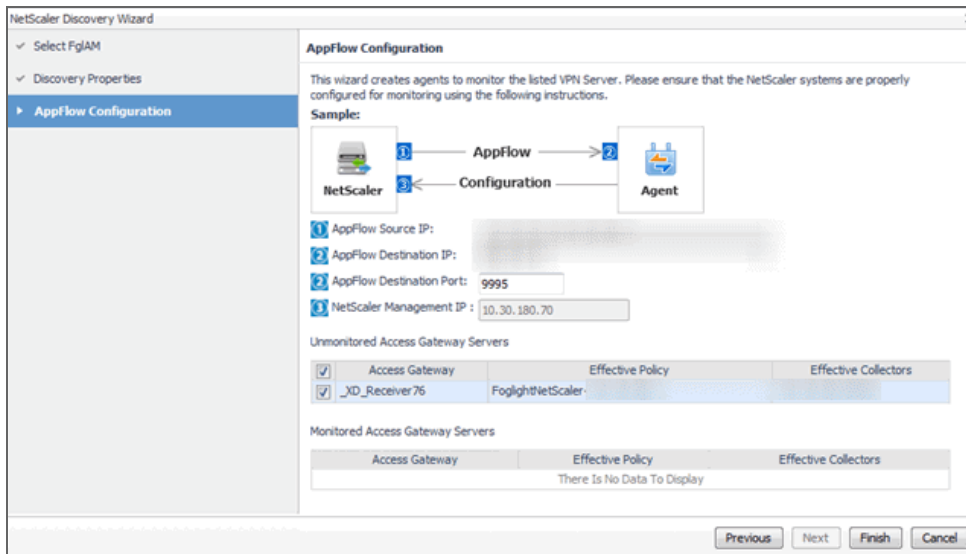 NetScaler Discovery Wizard
Select FglAM
Discovery Properties
AppFlow Configuration
AppFlow Configuration
This wizard creates agents to monitor the listed VPN Server. Please ensure that the NetScaler systems are properly
configured for monitoring using the following instructions.
Sample:
1 AppFlow 2
3 Configuration
NetScaler Agent
1 AppFlow Source IP:
2 AppFlow Destination IP:
2 AppFlow Destination Port: 9995
3 NetScaler Management IP : 10.30.180.70
Unmonitored Access Gateway Servers
Access Gateway Effective Policy Effective Collectors
_XD_Receiver76 FoglightNetScaler-
Monitored Access Gateway Servers
Access Gateway Effective Policy Effective Collectors
There Is No Data To Display
Previous Next Finish Cancel